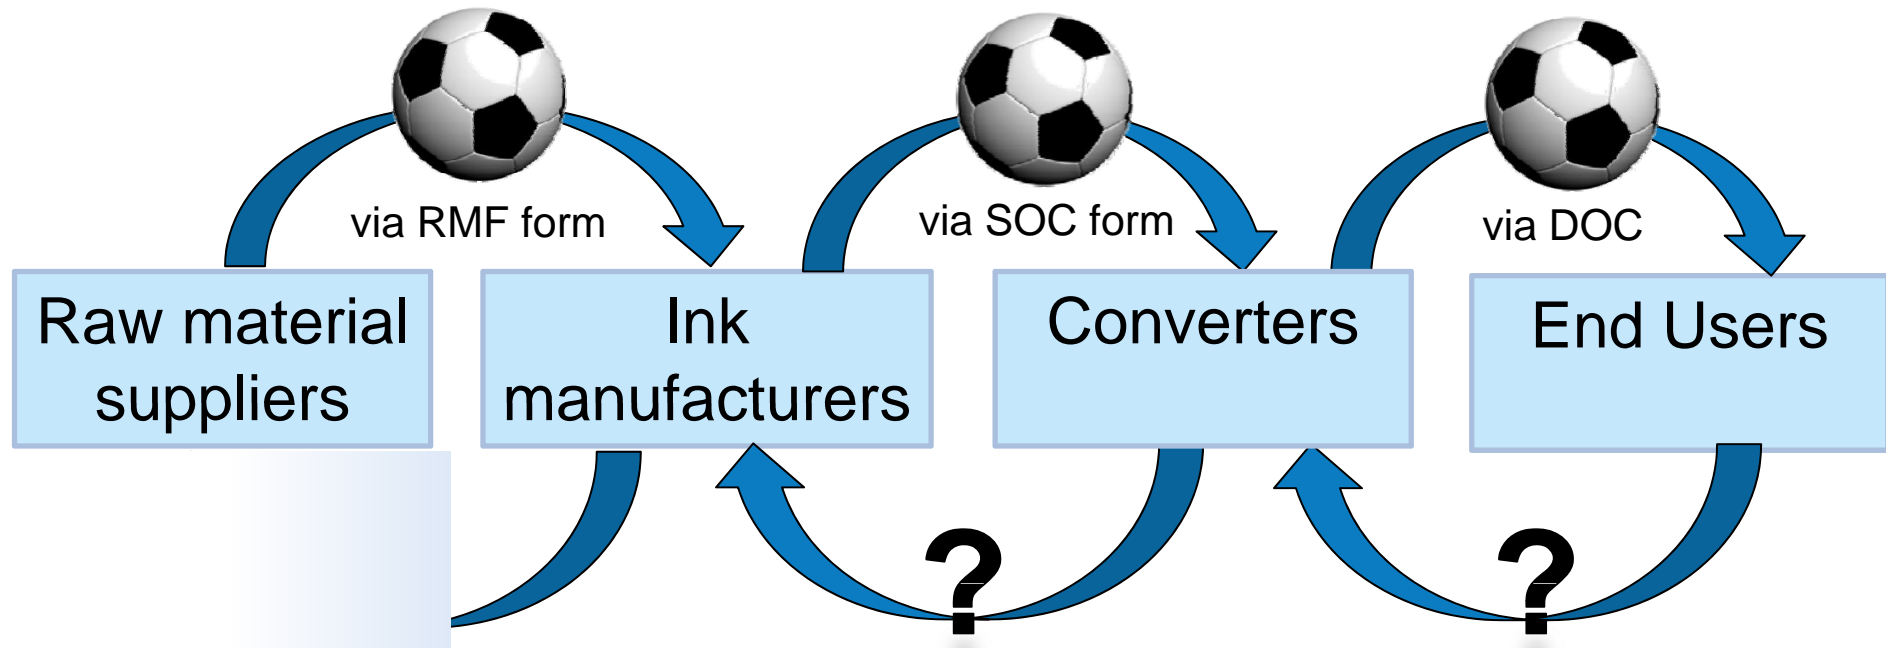 via RMF form
via SOC form
via DOC
Raw material
suppliers
Ink
manufacturers
Converters
End Users
?
?